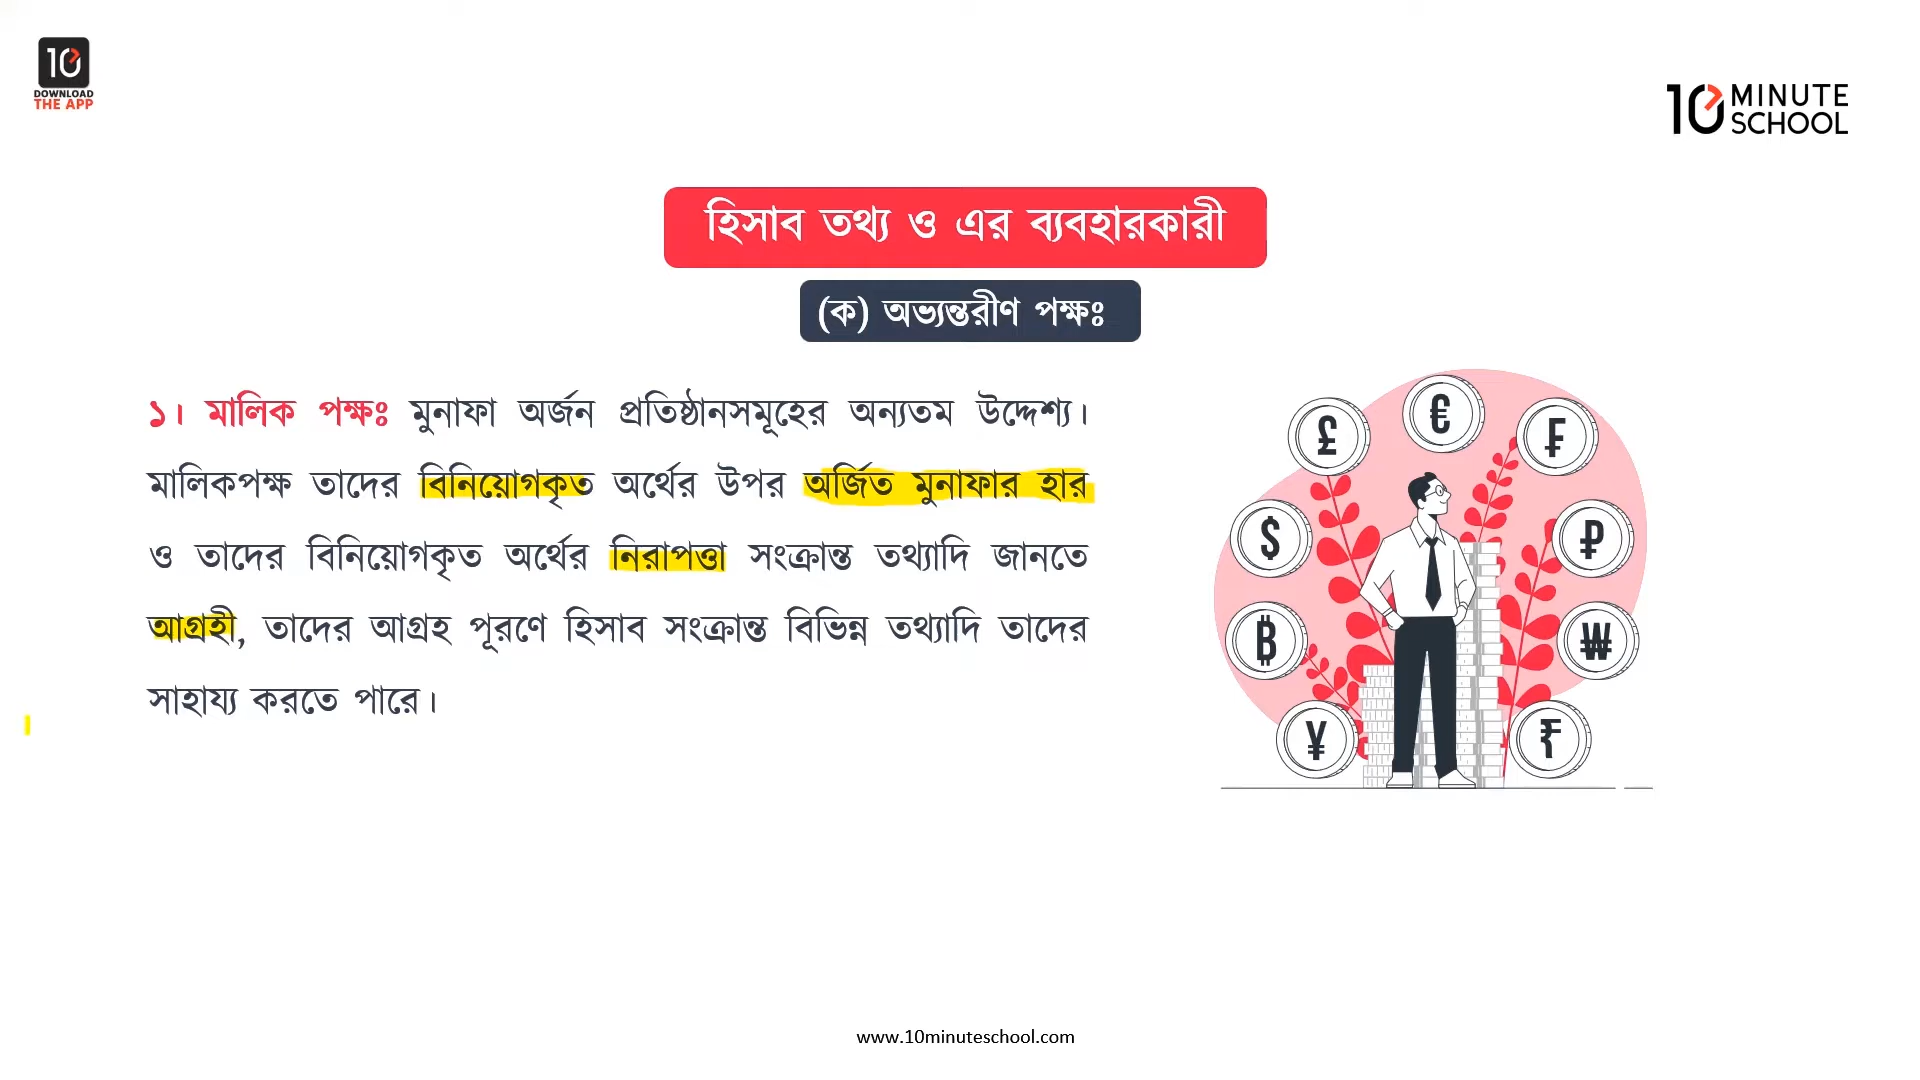 10
DOWNLOAD
THE APP
10 MINUTE
SCHOOL
হিসাব তথ্য ও এর ব্যবহারকারী
(ক) অভ্যন্তরীণ পক্ষঃ
১। মালিক পক্ষঃ মুনাফা অর্জন প্রতিষ্ঠানসমূহের অন্যতম উদ্দেশ্য।
মালিকপক্ষ তাদের বিনিয়োগকৃত অর্থের উপর অর্জিত মুনাফার হার
ও তাদের বিনিয়োগকৃত অর্থের নিরাপত্তা সংক্রান্ত তথ্যাদি জানতে
আগ্রহী, তাদের আগ্রহ পূরণে হিসাব সংক্রান্ত বিভিন্ন তথ্যাদি তাদের
সাহায্য করতে পারে।
£
€
₣
$
₽
₿
₩
¥
₹
www.10minuteschool.com